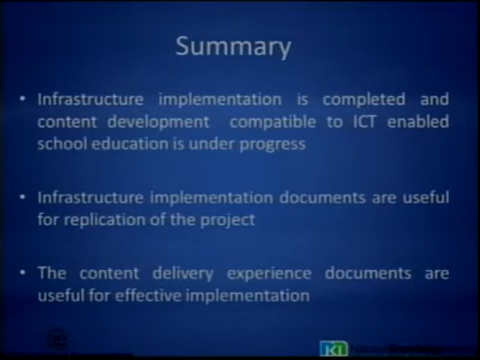 Summary
• Infrastructure implementation is completed and
content development compatible to ICT enabled
school education is under progress
• Infrastructure implementation documents are useful
for replication of the project
• The content delivery experience documents are
useful for effective implementation